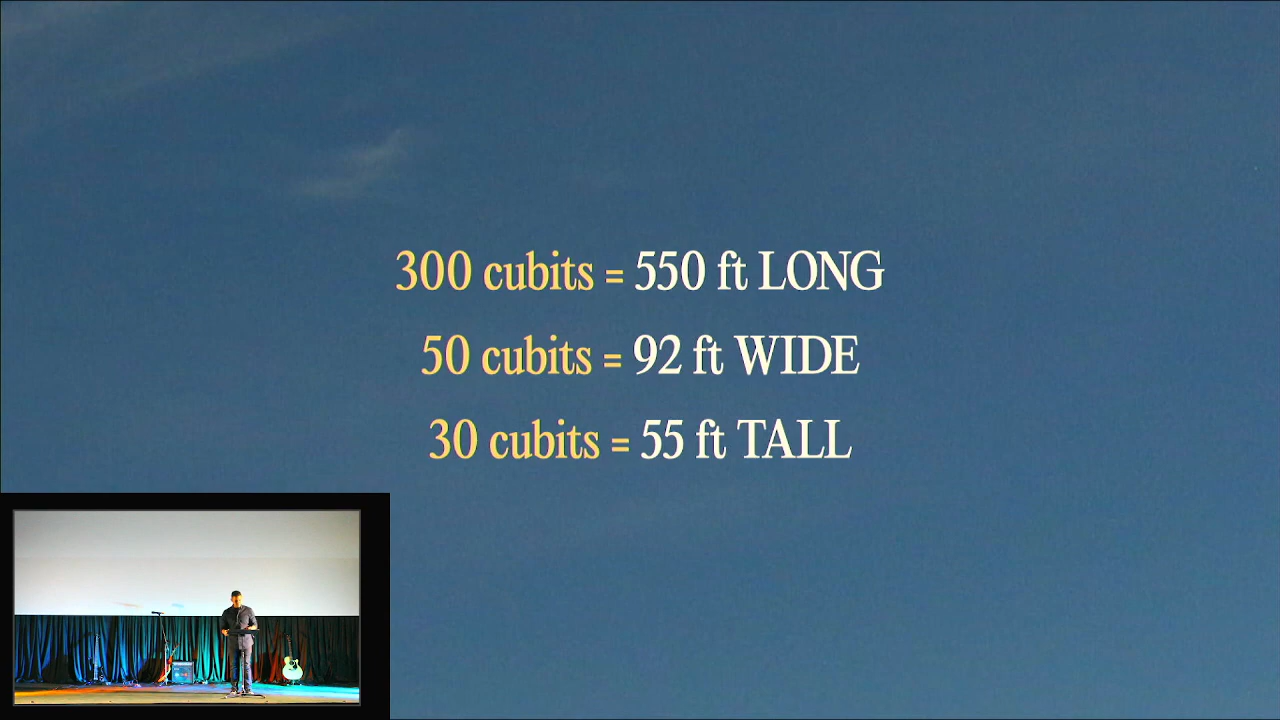 300 cubits = 550 ft LONG
50 cubits = 92 ft WIDE
30 cubits = 55 ft TALL